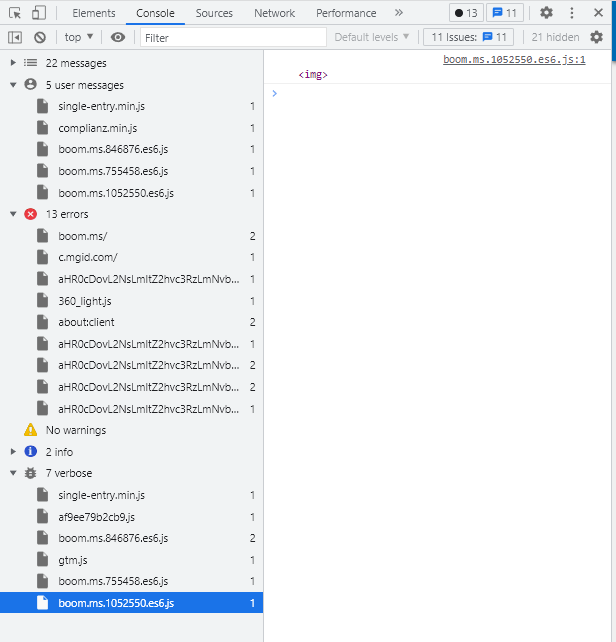 Elements Console Sources Network Performance » 13 11
top ▼ Filter Default levels ▼ 11 Issues: 11 21 hidden
22 messages
5 user messages
single-entry.min.js 1
complianz.min.js 1
boom.ms.846876.es6.js 1
boom.ms.755458.es6.js 1
boom.ms.1052550.es6.js 1
13 errors
boom.ms/ 2
c.mgid.com/ 1
aHR0cDovL2NsLmltZ2hvc3RzLmNvb... 1
360_light.js 1
about:client 2
aHR0cDovL2NsLmltZ2hvc3RzLmNvb... 1
aHR0cDovL2NsLmltZ2hvc3RzLmNvb... 2
aHR0cDovL2NsLmltZ2hvc3RzLmNvb... 2
aHR0cDovL2NsLmltZ2hvc3RzLmNvb... 1
No warnings
2 info
7 verbose
single-entry.min.js 1
af9ee79b2cb9.js 1
boom.ms.846876.es6.js 2
gtm.js 1
boom.ms.755458.es6.js 1
boom.ms.1052550.es6.js 1
boom.ms.1052550.es6.js:1
<img>